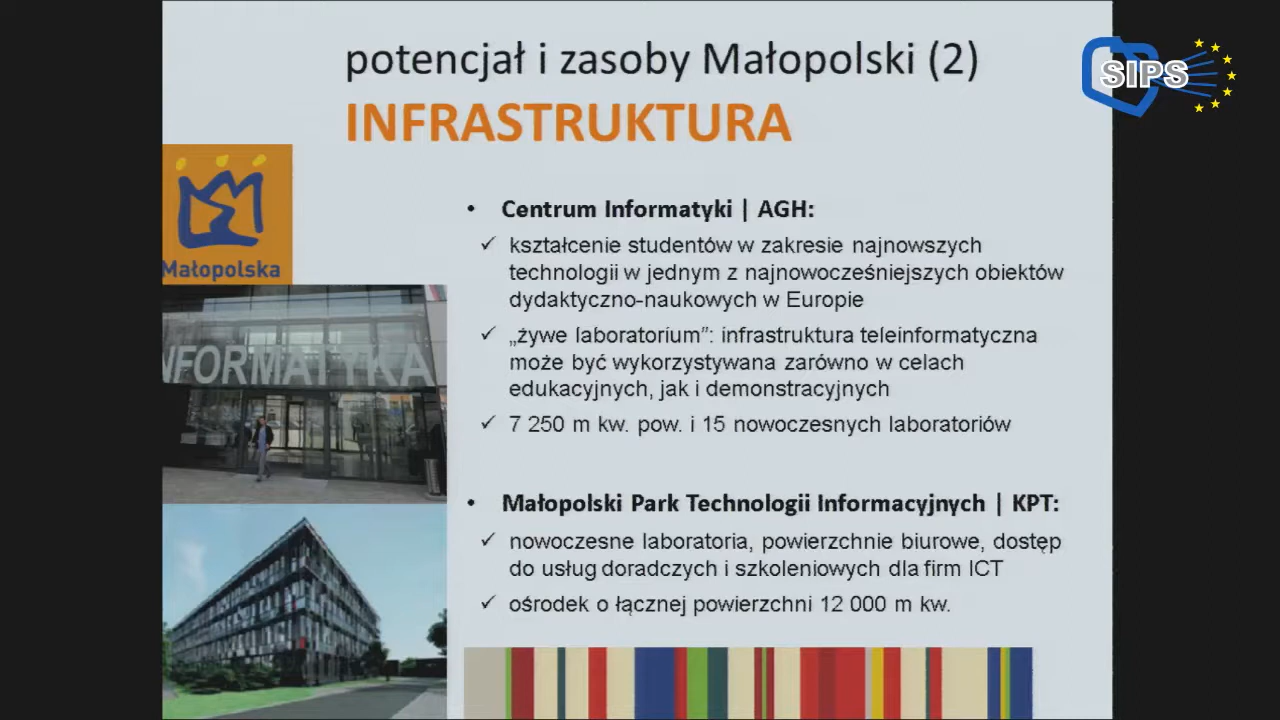 potencjał i zasoby Małopolski (2)
INFRASTRUKTURA
SIPS
Małopolska
• Centrum Informatyki | AGH:
✓ kształcenie studentów w zakresie najnowszych
technologii w jednym z najnowocześniejszych obiektów
dydaktyczno-naukowych w Europie
✓ „żywe laboratorium”: infrastruktura teleinformatyczna
może być wykorzystywana zarówno w celach
edukacyjnych, jak i demonstracyjnych
✓ 7 250 m kw. pow. i 15 nowoczesnych laboratoriów
NFORMATYKA
• Małopolski Park Technologii Informacyjnych | KPT:
✓ nowoczesne laboratoria, powierzchnie biurowe, dostęp
do usług doradczych i szkoleniowych dla firm ICT
✓ ośrodek o łącznej powierzchni 12 000 m kw.